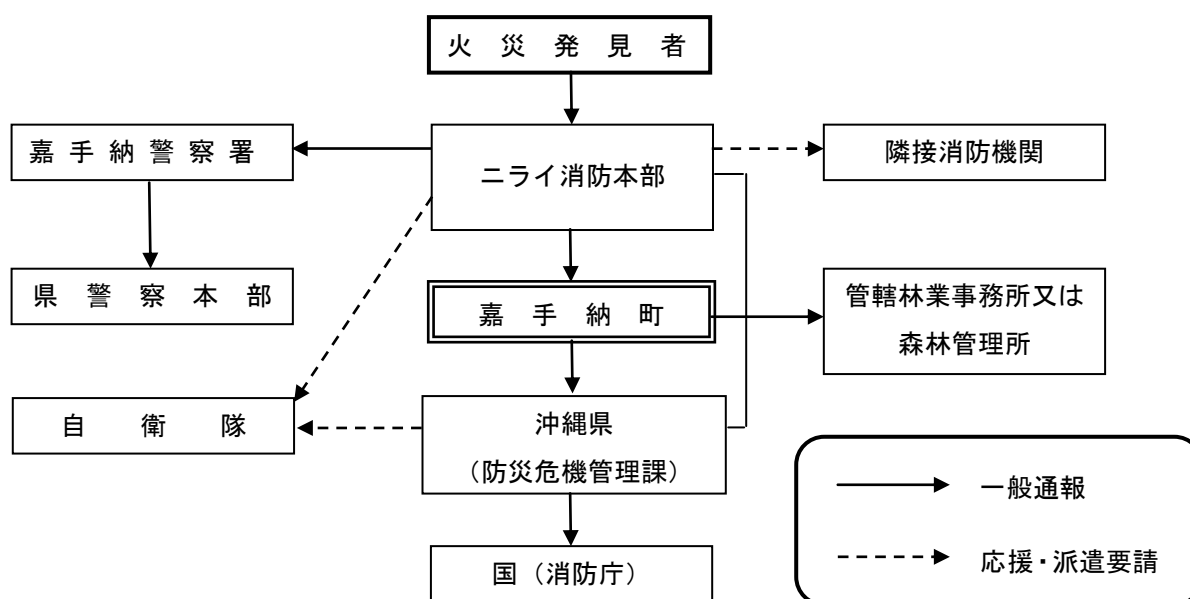 火災発見者
嘉手納警察署
ニライ消防本部
隣接消防機関
県警察本部
嘉手納町
管轄林業事務所又は
森林管理所
自衛隊
沖縄県
(防災危機管理課)
一般通報
応援・派遣要請
国(消防庁)